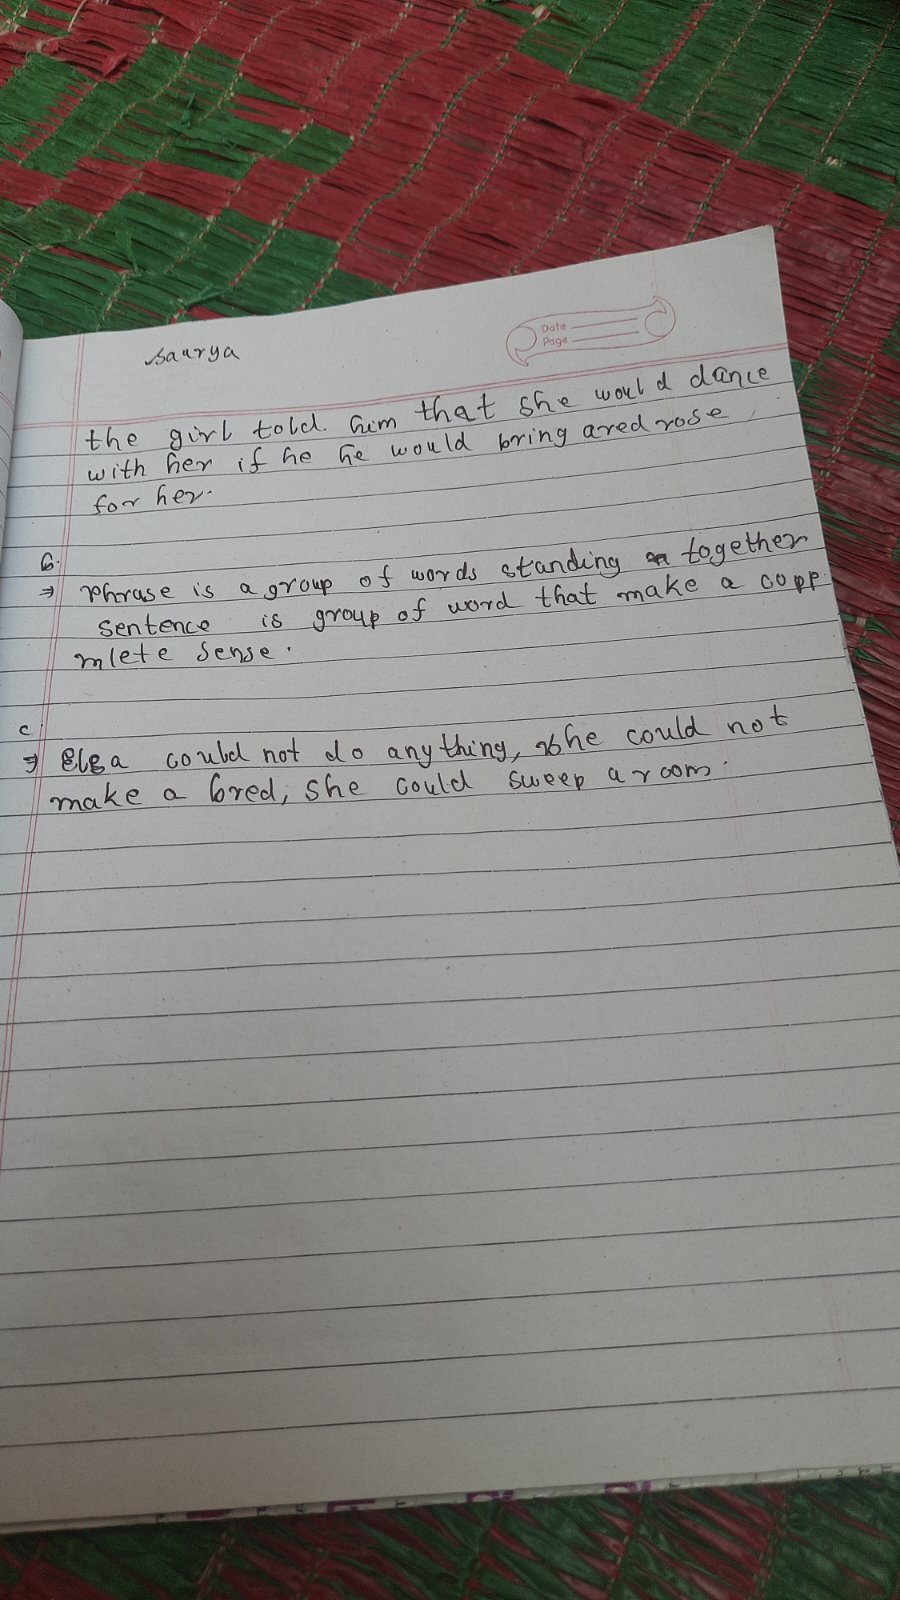 saurya
Date
Page
the girl told. him that she would dance
with her if he he would bring a red rose
for her.
b.
⇒ Phrase is a group of words standing together
sentence is group of word that make a copp
mlete sense.
c
⇒ Elsa could not do any thing, she could not
make a bred, she could sweep a room.